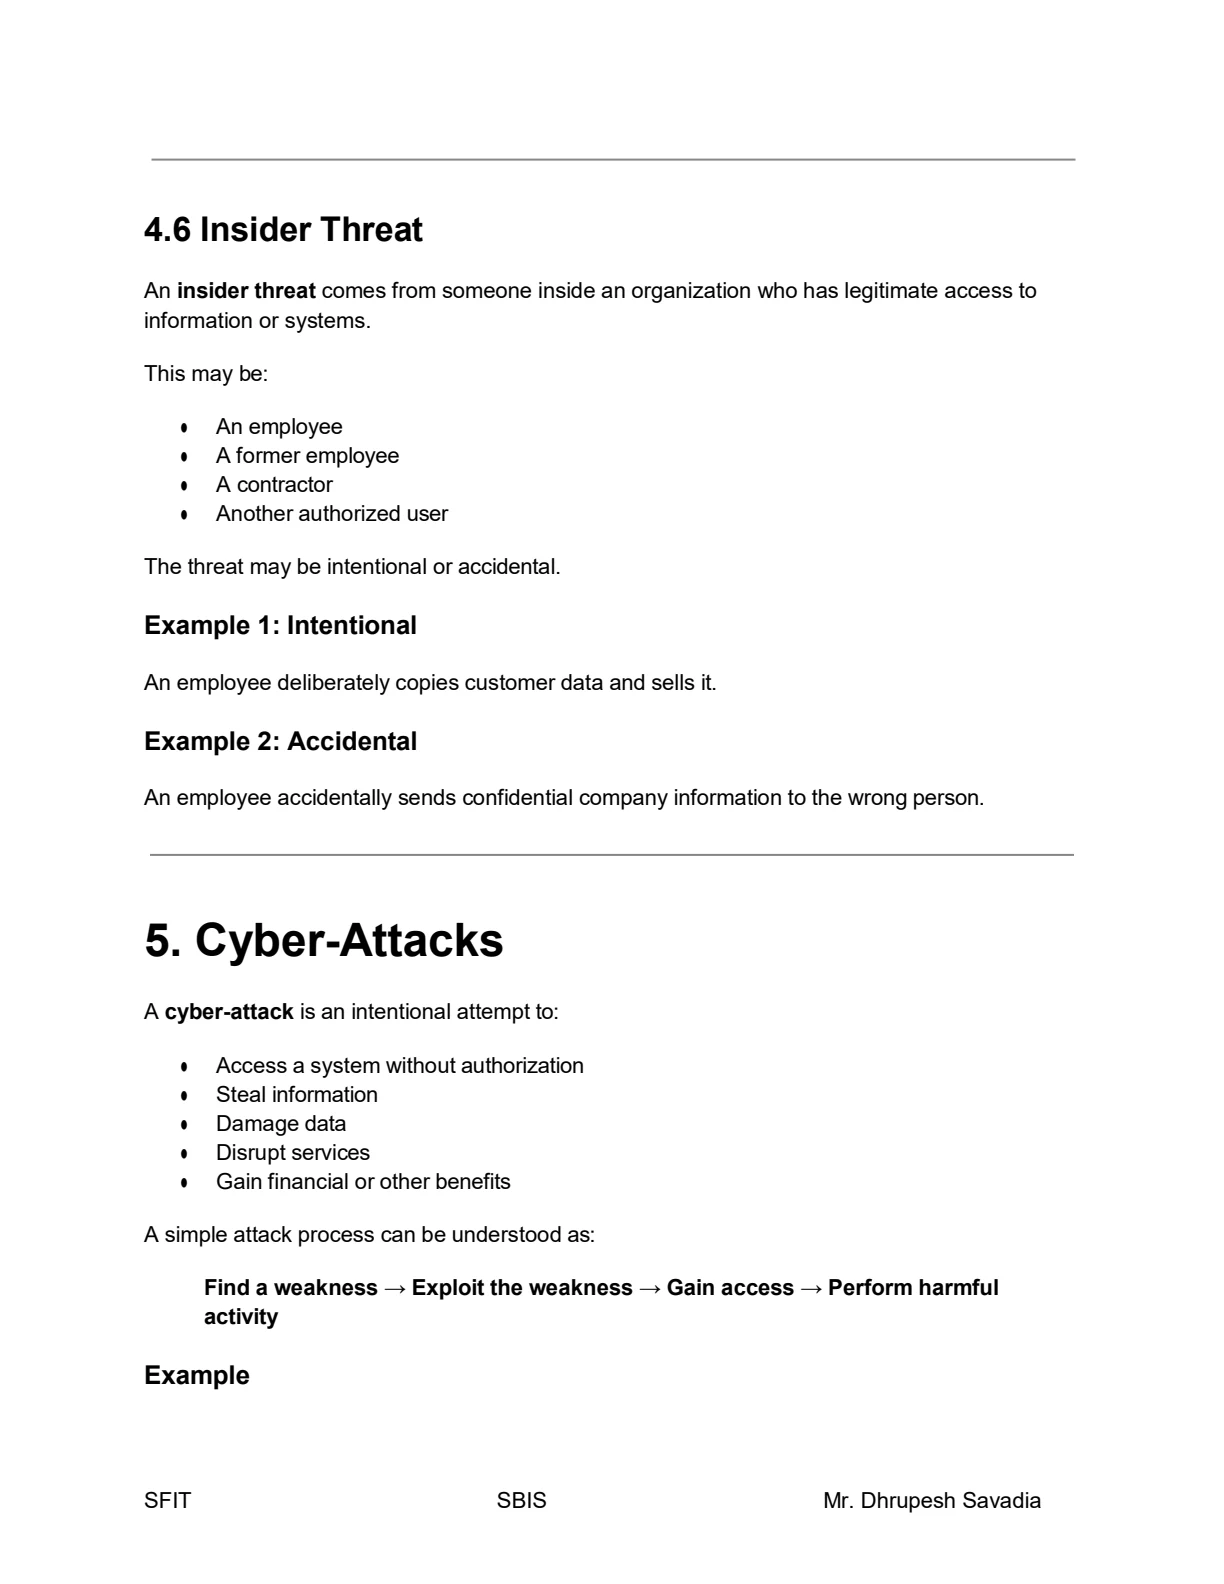 4.6 Insider Threat
An insider threat comes from someone inside an organization who has legitimate access to
information or systems.
This may be:
• An employee
• A former employee
• A contractor
• Another authorized user
The threat may be intentional or accidental.
Example 1: Intentional
An employee deliberately copies customer data and sells it.
Example 2: Accidental
An employee accidentally sends confidential company information to the wrong person.
5. Cyber-Attacks
A cyber-attack is an intentional attempt to:
• Access a system without authorization
• Steal information
• Damage data
• Disrupt services
• Gain financial or other benefits
A simple attack process can be understood as:
Find a weakness → Exploit the weakness → Gain access → Perform harmful
activity
Example
SFIT SBIS Mr. Dhrupesh Savadia